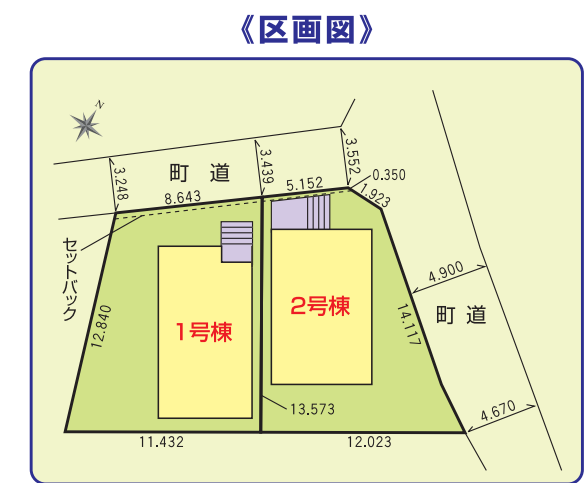 《区画図》
N
町道
3.248
3.439
3.552
8.643
5.152
0.350
1.923
セットバック
12.840
1号棟
2号棟
4.900
町道
14.117
13.573
4.670
11.432
12.023